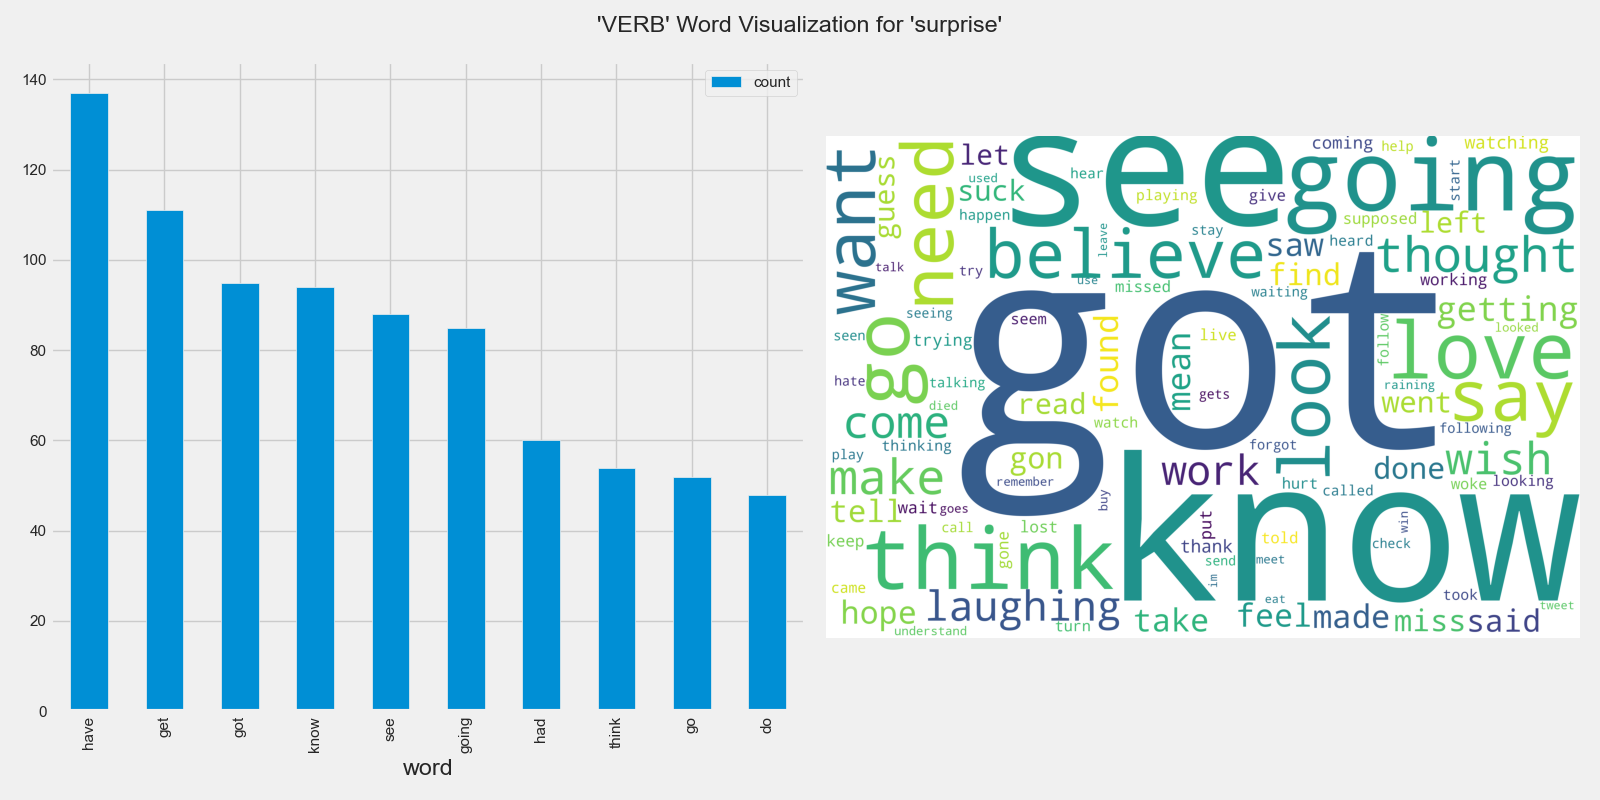 'VERB' Word Visualization for 'surprise'
count
140
120
100
80
60
40
20
0
have
get
got
know
see
going
had
think
go
do
word
want
guess
need
let
used
suck
happen
see
hear
playing
give
coming
help
watching
start
going
supposed
left
believe
leave
stay
saw
heard
thought
talk
try
use
missed
find
waiting
working
getting
seeing
seen
go
trying
seem
got
found
mean
live
look
follow
looked
love
hate
talking
died
read
watch
gets
raining
went
say
come
thinking
play
gon
remember
forgot
following
make
work
done
wish
buy
hurt
called
woke
looking
tell
wait
goes
call
lost
put
win
know
keep
think
gone
thank
told
check
send
meet
came
im
eat
took
tweet
hope
laughing
understand
turn
take
feel
made
miss
said